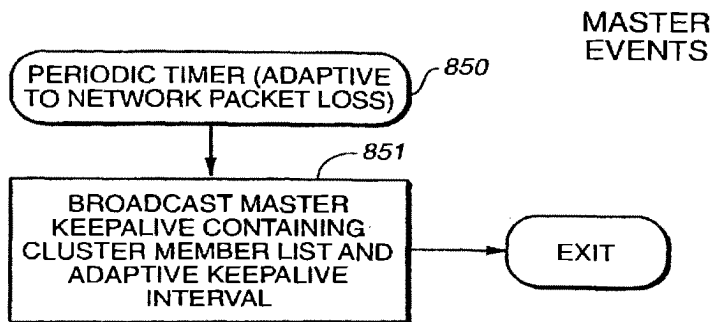 MASTER
EVENTS
PERIODIC TIMER (ADAPTIVE
TO NETWORK PACKET LOSS)
850
851
BROADCAST MASTER
KEEPALIVE CONTAINING
CLUSTER MEMBER LIST AND
ADAPTIVE KEEPALIVE
INTERVAL
EXIT